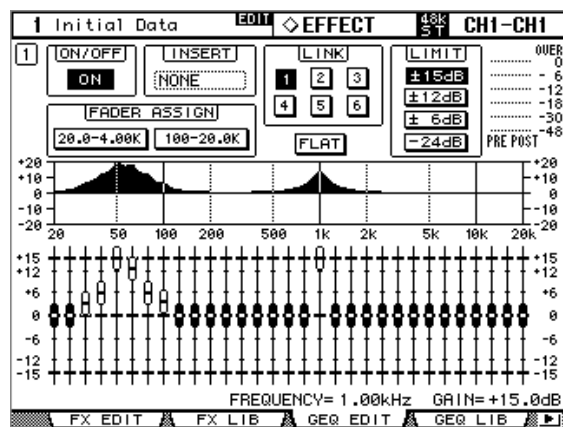 1 Initial Data EDIT ◇EFFECT 48K ST CH1-CH1
1 ON/OFF INSERT LINK LIMIT OVER
ON NONE 1 2 3 ±15dB 0
4 5 6 ±12dB - 6
-12
-18
FADER ASSIGN ± 6dB -30
20.0-4.00K 100-20.0K FLAT -24dB -48
PRE POST
+20 +20
+10 +10
0 0
-10 -10
-20 -20
20 50 100 200 500 1k 2k 5k 10k 20k
+15 +15
+12 +12
+6 +6
0 0
-6 -6
-12 -12
-15 -15
FREQUENCY= 1.00kHz GAIN=+15.0dB
FX EDIT FX LIB GEQ EDIT GEQ LIB